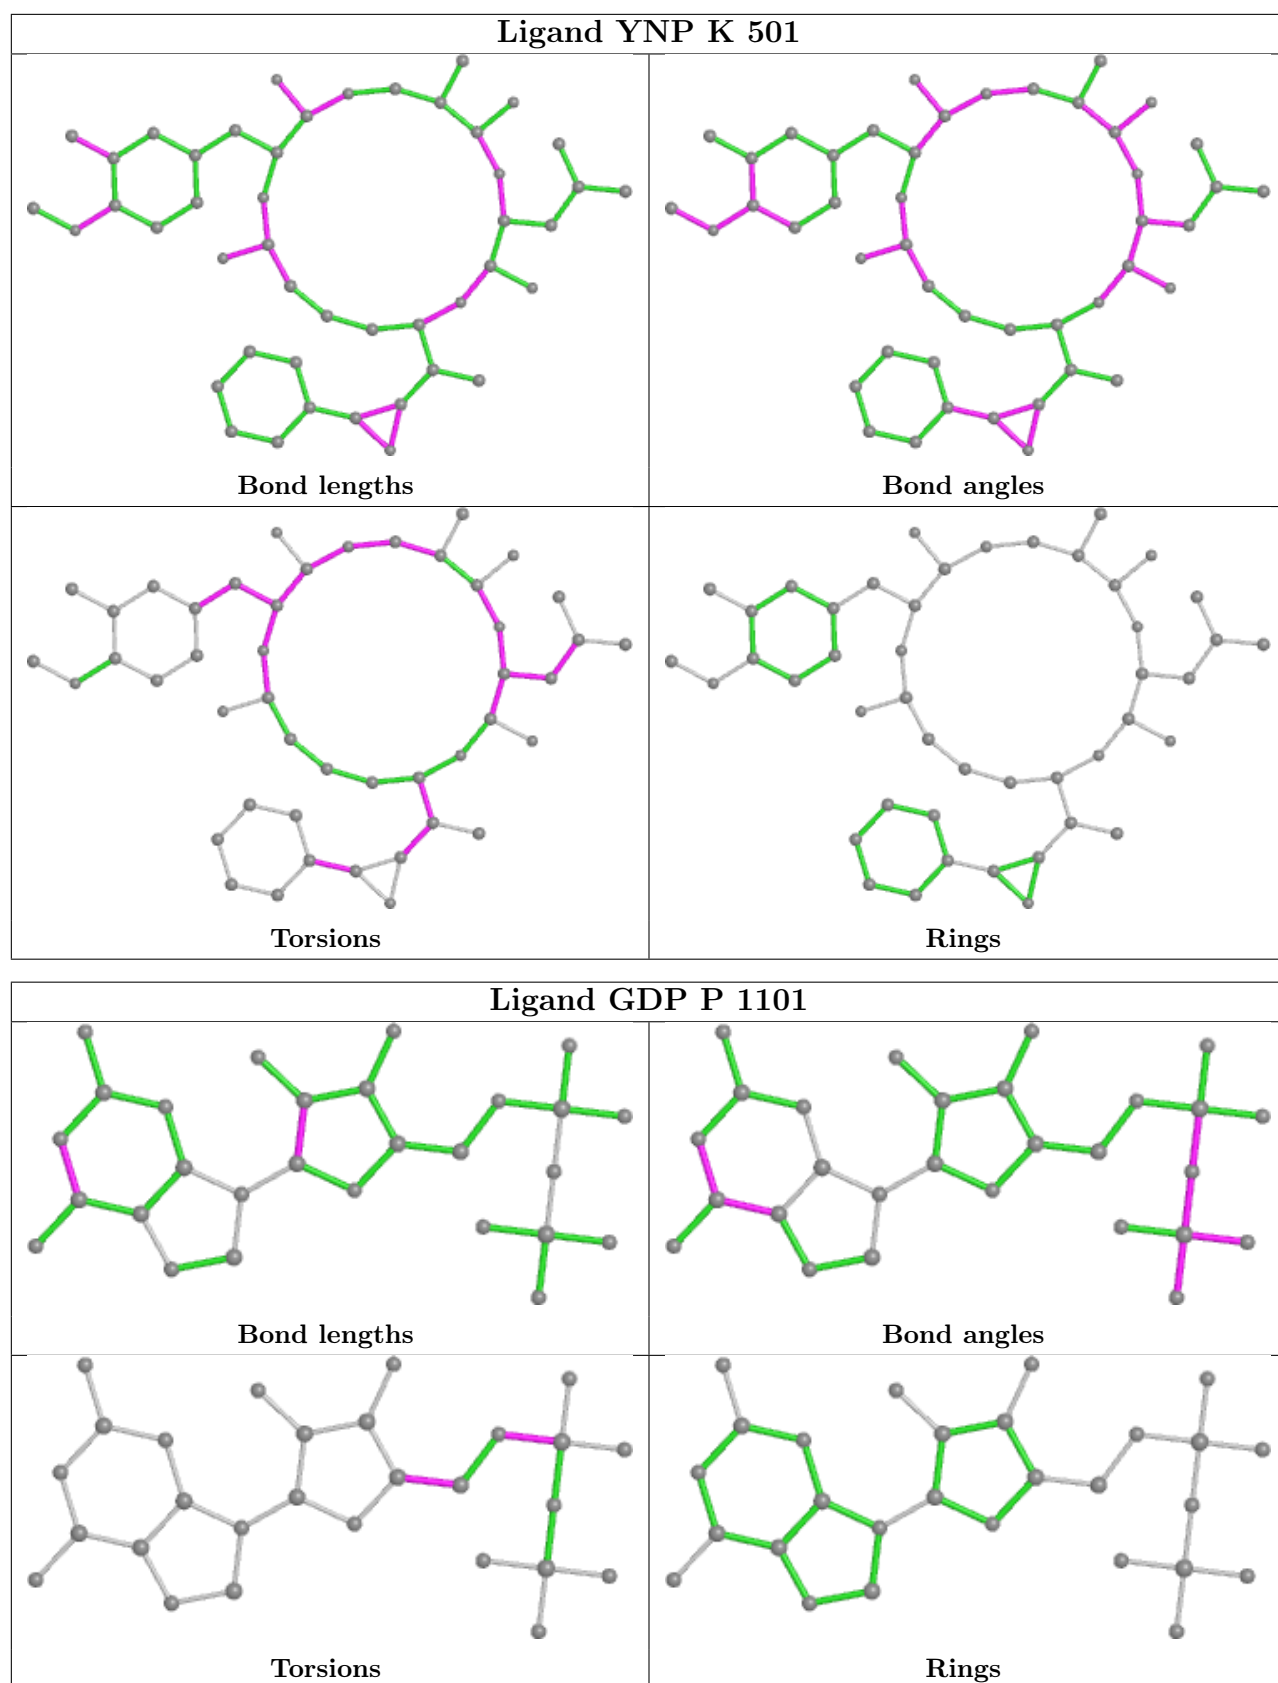 Ligand YNP K 501
Bond lengths
Bond angles
Torsions
Rings
Ligand GDP P 1101
Bond lengths
Bond angles
Torsions
Rings